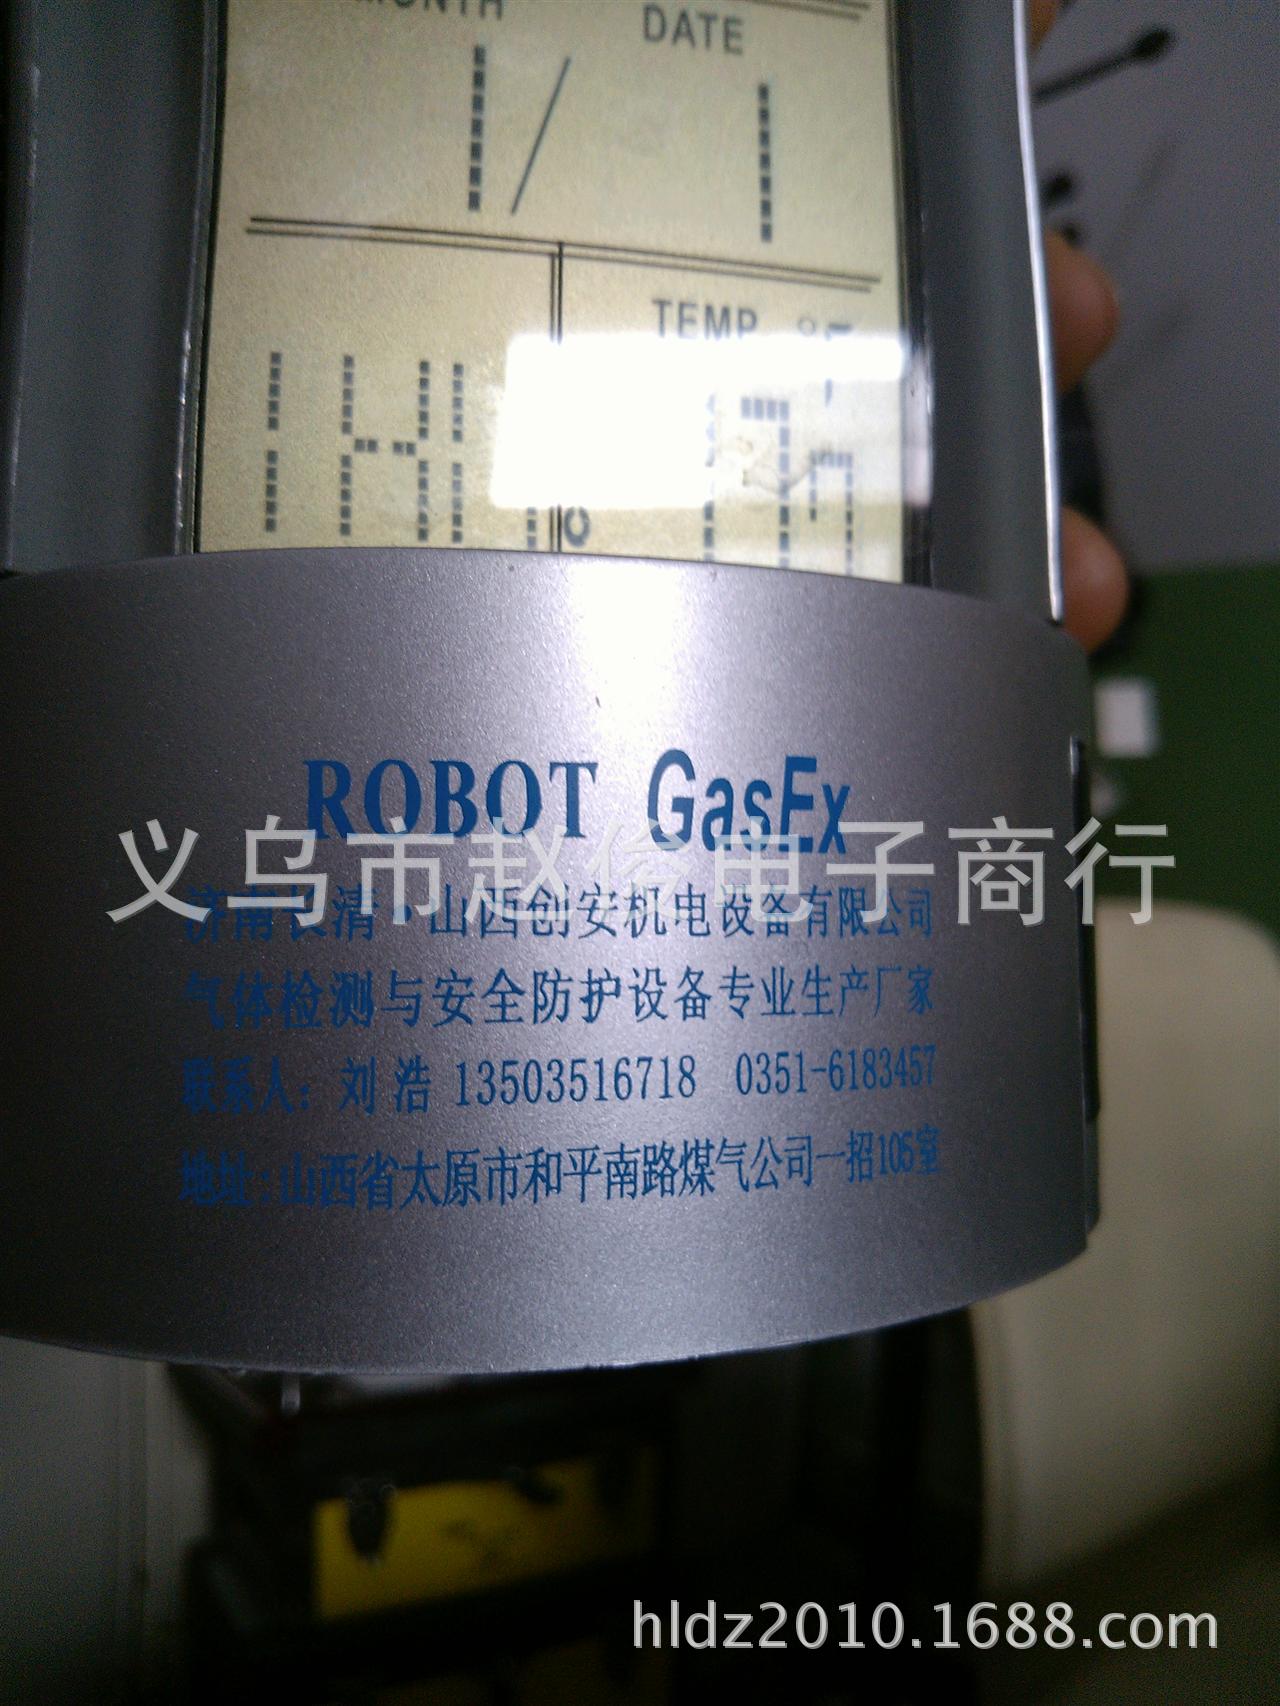 MONTH
DATE
1 / 1
TEMP °F
ROBOT GasEx
义乌市赵俊电子商行
济南长清·山西创安机电设备有限公司
气体检测与安全防护设备专业生产厂家
联系人：刘 浩 13503516718 0351-6183457
地址：山西省太原市和平南路煤气公司一招105室
hldz2010.1688.com